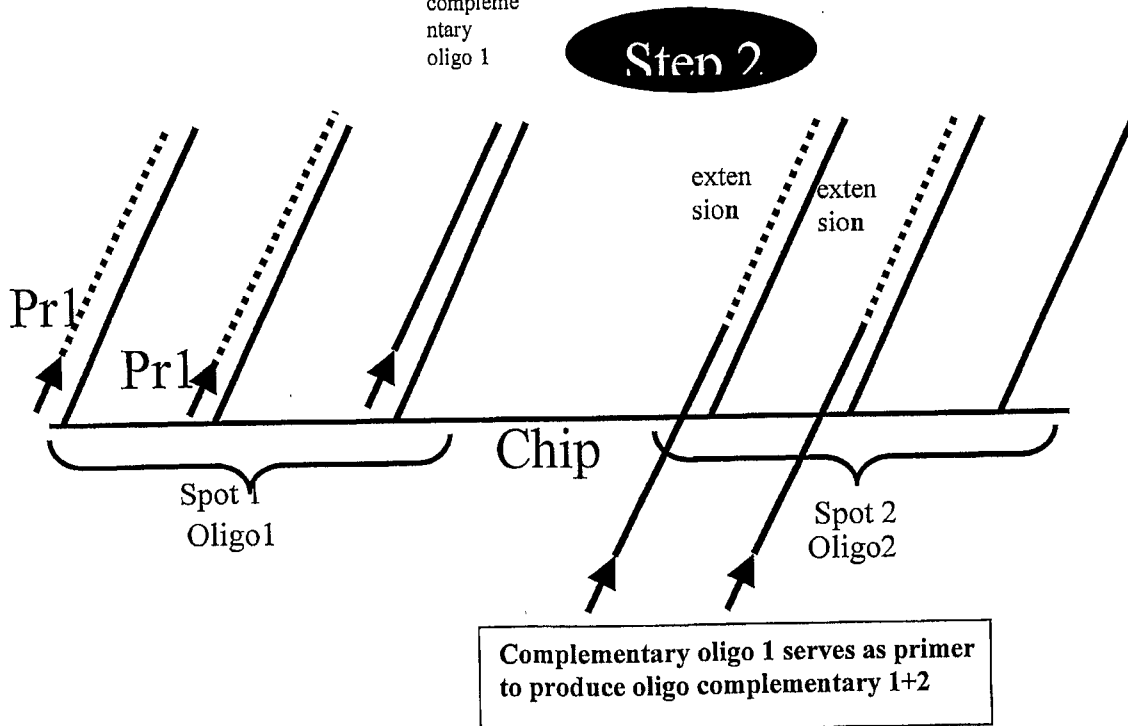 compleme
ntary
oligo 1
Step 2
exten
sion
exten
sion
Pr1
Pr1
Chip
Spot 1
Oligo1
Spot 2
Oligo2
Complementary oligo 1 serves as primer
to produce oligo complementary 1+2